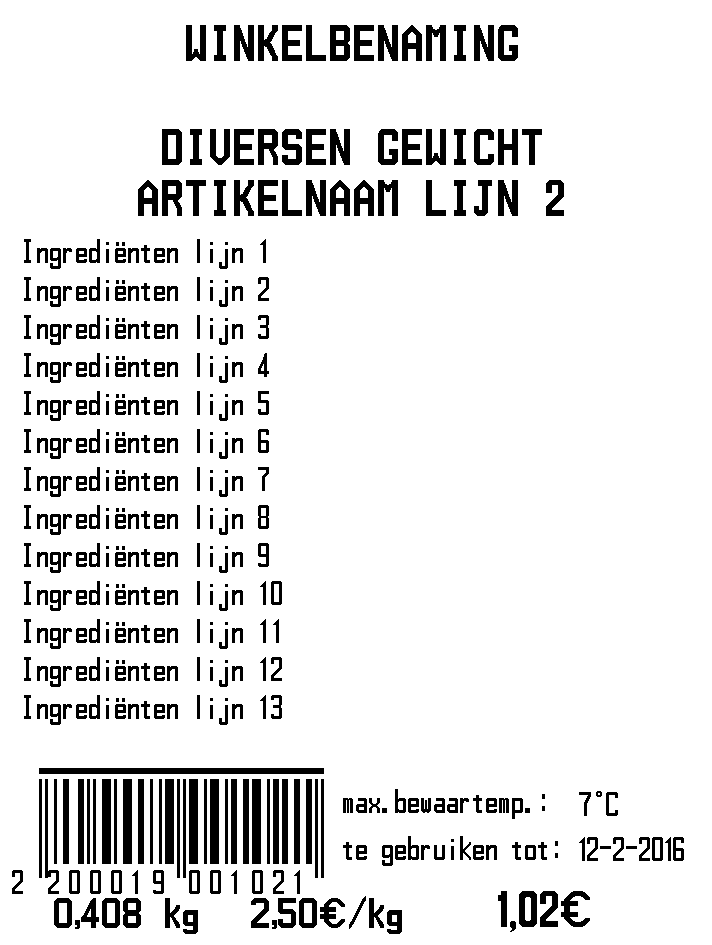 WINKELBENAMING
DIVERSEN GEWICHT
ARTIKELNAAM LIJN 2
Ingrediënten lijn 1
Ingrediënten lijn 2
Ingrediënten lijn 3
Ingrediënten lijn 4
Ingrediënten lijn 5
Ingrediënten lijn 6
Ingrediënten lijn 7
Ingrediënten lijn 8
Ingrediënten lijn 9
Ingrediënten lijn 10
Ingrediënten lijn 11
Ingrediënten lijn 12
Ingrediënten lijn 13
max.bewaartemp.: 7°C
te gebruiken tot: 12-2-2016
2 200019 001021
0,408 kg 2,50€/kg 1,02€